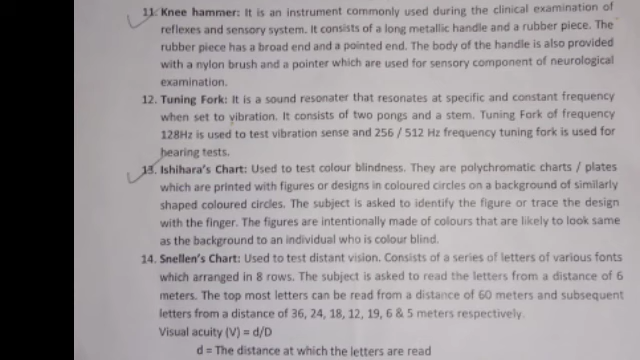 11. Knee hammer: It is an instrument commonly used during the clinical examination of
reflexes and sensory system. It consists of a long metallic handle and a rubber piece. The
rubber piece has a broad end and a pointed end. The body of the handle is also provided
with a nylon brush and a pointer which are used for sensory component of neurological
examination.
12. Tuning Fork: It is a sound resonater that resonates at specific and constant frequency
when set to vibration. It consists of two pongs and a stem. Tuning Fork of frequency
128Hz is used to test vibration sense and 256 / 512 Hz frequency tuning fork is used for
hearing tests.
13. Ishihara's Chart: Used to test colour blindness. They are polychromatic charts / plates
which are printed with figures or designs in coloured circles on a background of similarly
shaped coloured circles. The subject is asked to identify the figure or trace the design
with the finger. The figures are intentionally made of colours that are likely to look same
as the background to an individual who is colour blind.
14. Snellen's Chart: Used to test distant vision. Consists of a series of letters of various fonts
which arranged in 8 rows. The subject is asked to read the letters from a distance of 6
meters. The top most letters can be read from a distance of 60 meters and subsequent
letters from a distance of 36, 24, 18, 12, 19, 6 & 5 meters respectively.
Visual acuity (V) = d/D
d = The distance at which the letters are read